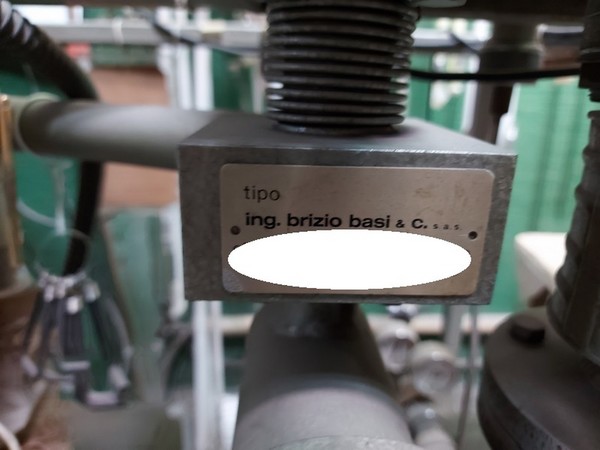 tipo
ing. brizio basi & c. s.a.s.